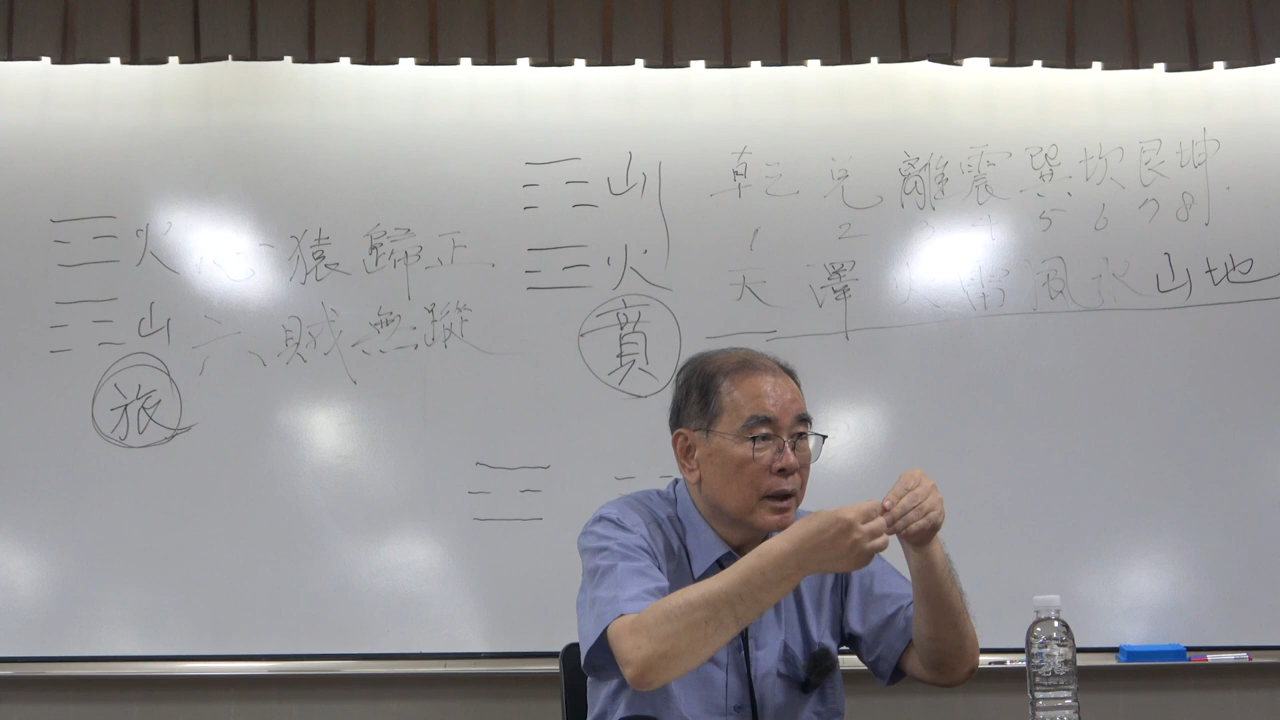 火 心猿歸正
山 六賊無蹤
旅
山
火
賁
乾 兌 離 震 巽 坎 艮 坤
1 2 3 4 5 6 7 8
天 澤 火 雷 風 水 山 地